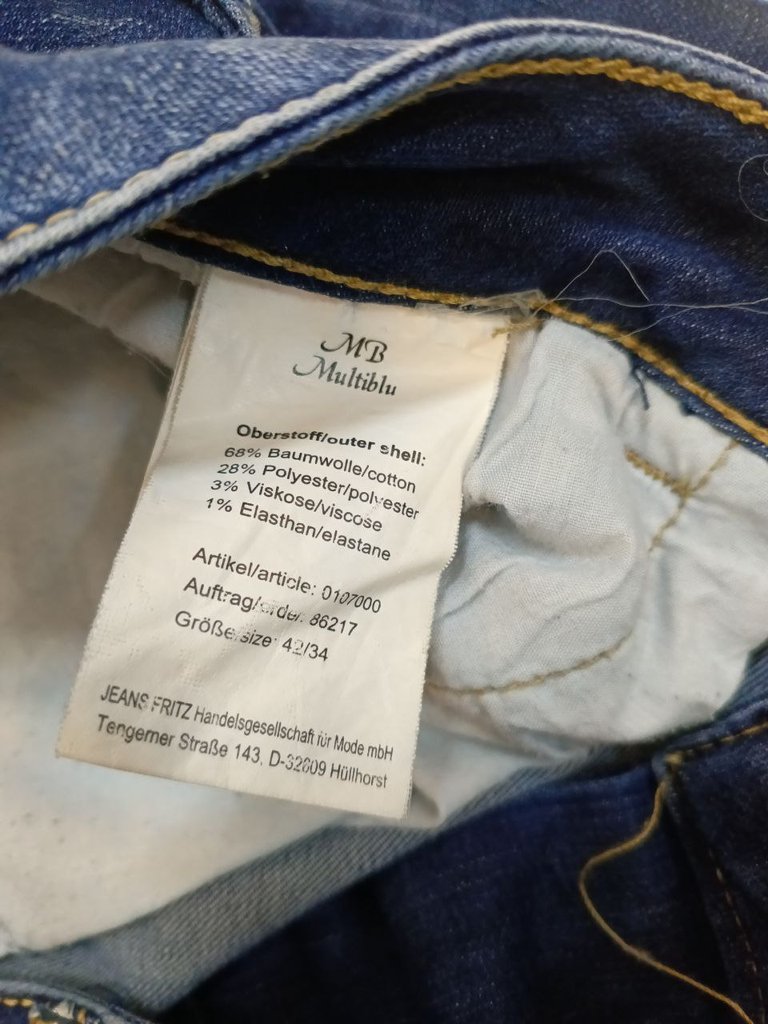 MB
Multiblu
Oberstoff/outer shell:
68% Baumwolle/cotton
28% Polyester/polyester
3% Viskose/viscose
1% Elasthan/elastane
Artikel/article: 0107000
Auftrag/order: 86217
Größe/size: 42/34
JEANS FRITZ Handelsgesellschaft für Mode mbH
Tengerner Straße 143, D-32609 Hüllhorst